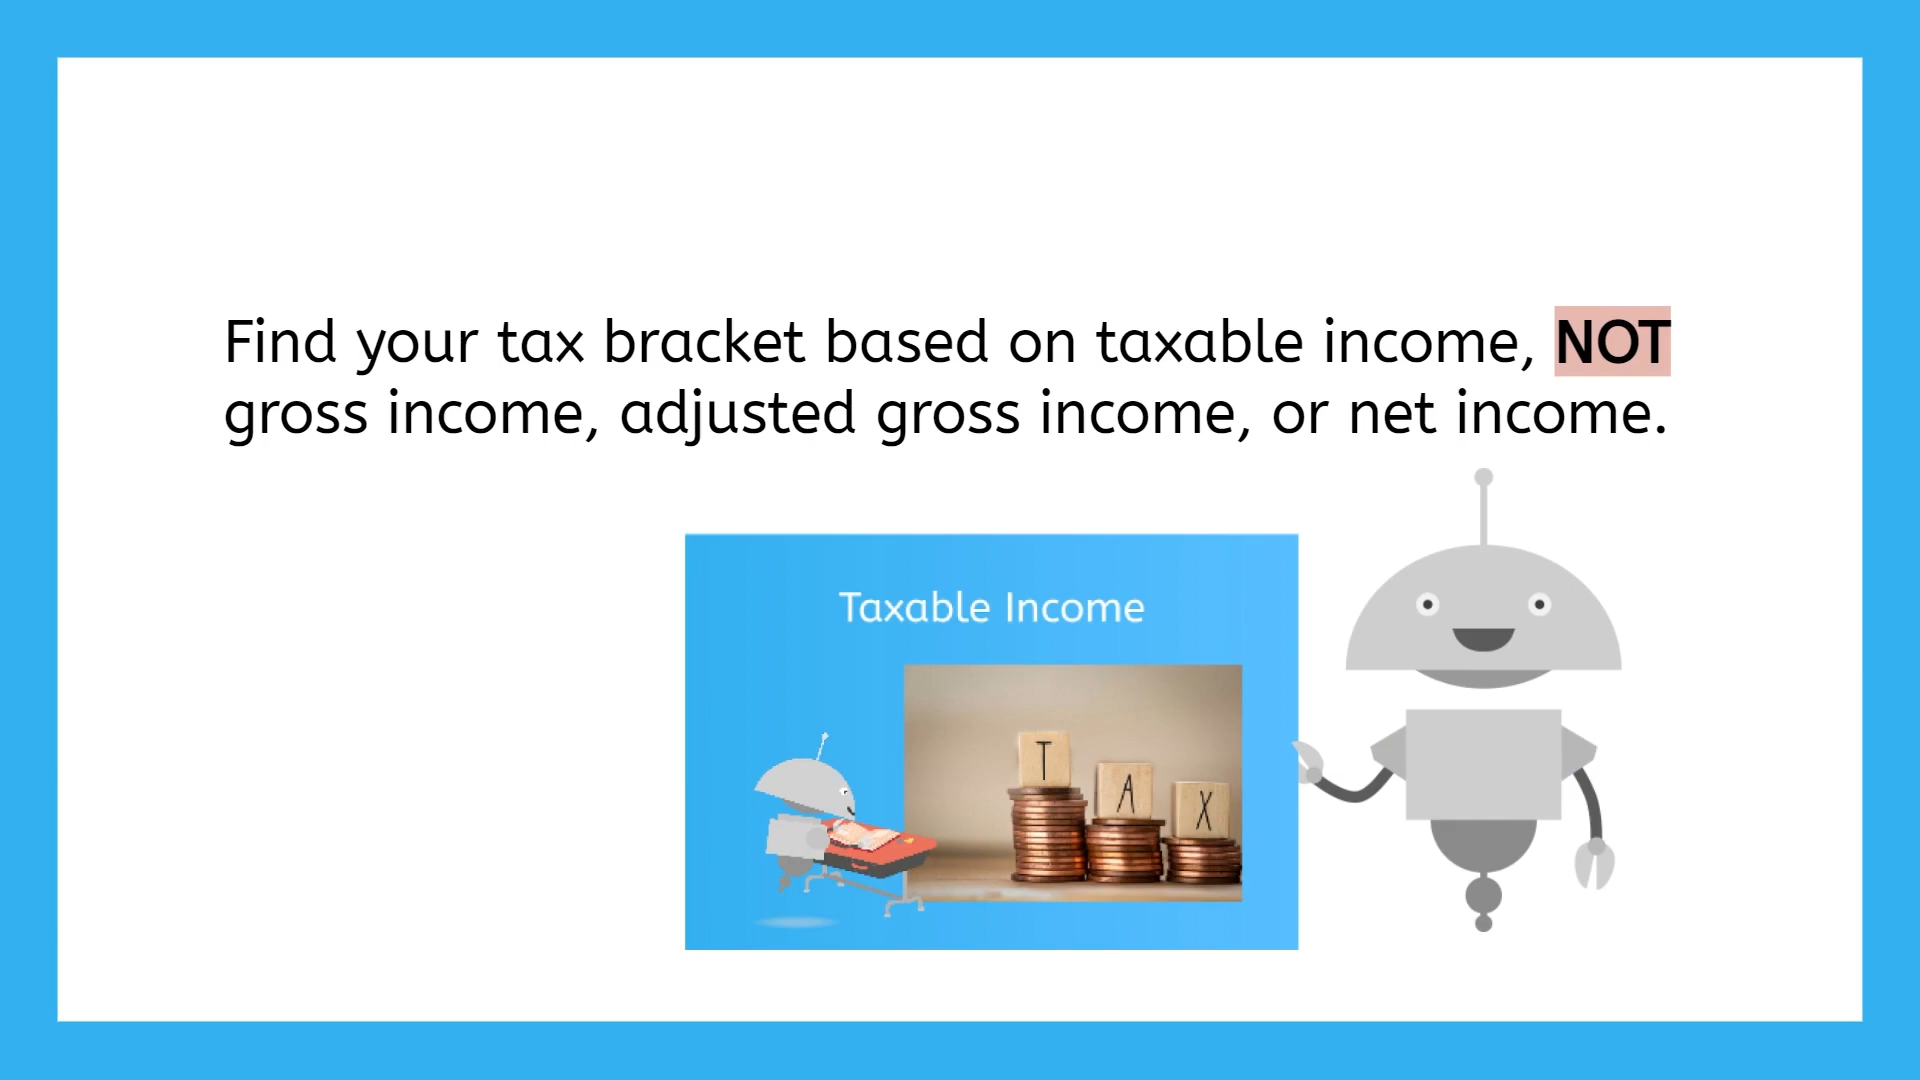 Find your tax bracket based on taxable income, NOT
gross income, adjusted gross income, or net income.
Taxable Income
T
A
X